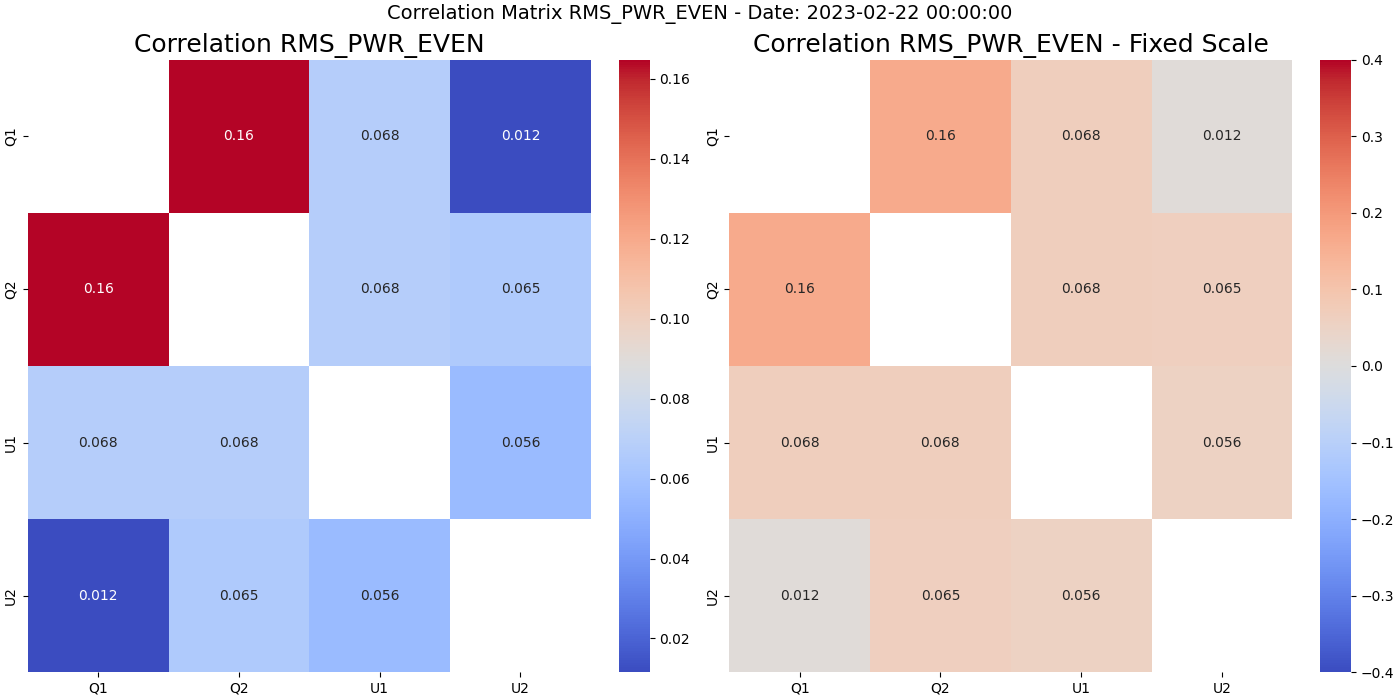 Correlation Matrix RMS_PWR_EVEN - Date: 2023-02-22 00:00:00
Correlation RMS_PWR_EVEN
Q1
0.16
0.068
0.012
Q2
0.16
0.068
0.065
U1
0.068
0.068
0.056
U2
0.012
0.065
0.056
Q1
Q2
U1
U2
0.16
0.14
0.12
0.10
0.08
0.06
0.04
0.02
Correlation RMS_PWR_EVEN - Fixed Scale
Q1
0.16
0.068
0.012
Q2
0.16
0.068
0.065
U1
0.068
0.068
0.056
U2
0.012
0.065
0.056
Q1
Q2
U1
U2
0.4
0.3
0.2
0.1
0.0
−0.1
−0.2
−0.3
−0.4